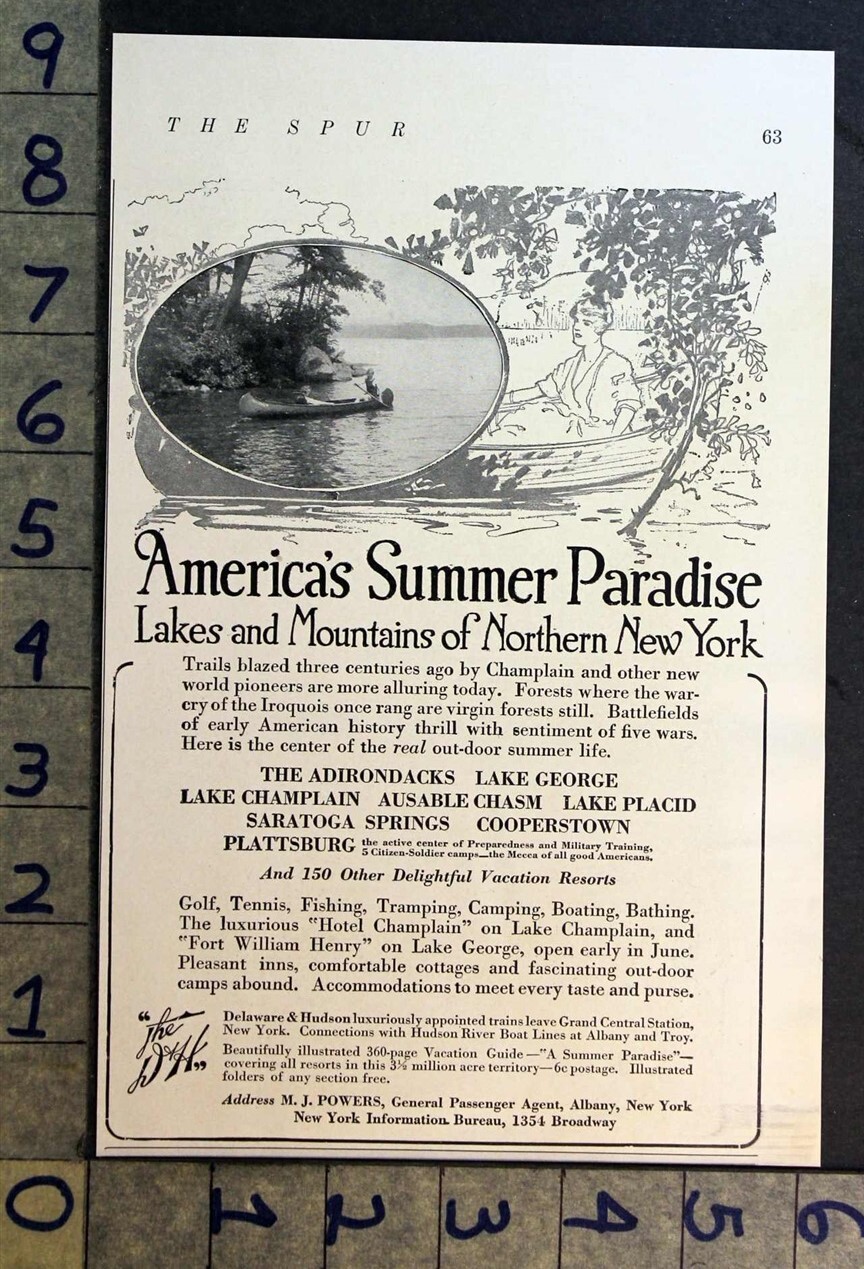 9
8
7
6
5
4
3
2
1
0
1
2
3
4
5
6
THE SPUR
63
America's Summer Paradise
Lakes and Mountains of Northern New York
Trails blazed three centuries ago by Champlain and other new
world pioneers are more alluring today. Forests where the war-
cry of the Iroquois once rang are virgin forests still. Battlefields
of early American history thrill with sentiment of five wars.
Here is the center of the real out-door summer life.
THE ADIRONDACKS LAKE GEORGE
LAKE CHAMPLAIN AUSABLE CHASM LAKE PLACID
SARATOGA SPRINGS COOPERSTOWN
PLATTSBURG the active center of Preparedness and Military Training,
5 Citizen-Soldier camps—the Mecca of all good Americans.
And 150 Other Delightful Vacation Resorts
Golf, Tennis, Fishing, Tramping, Camping, Boating, Bathing.
The luxurious "Hotel Champlain" on Lake Champlain, and
"Fort William Henry" on Lake George, open early in June.
Pleasant inns, comfortable cottages and fascinating out-door
camps abound. Accommodations to meet every taste and purse.
"The
D&H"
Delaware & Hudson luxuriously appointed trains leave Grand Central Station,
New York. Connections with Hudson River Boat Lines at Albany and Troy.
Beautifully illustrated 360-page Vacation Guide—"A Summer Paradise"—
covering all resorts in this 3½ million acre territory—6c postage. Illustrated
folders of any section free.
Address M. J. POWERS, General Passenger Agent, Albany, New York
New York Information Bureau, 1354 Broadway